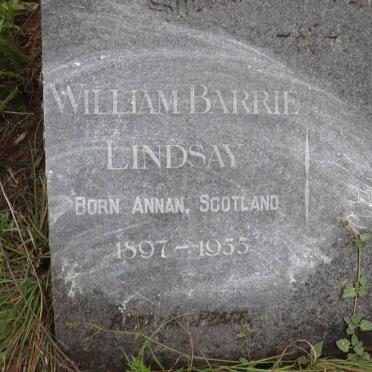 WILLIAM BARRIE
LINDSAY
BORN ANNAN, SCOTLAND
1897 - 1955